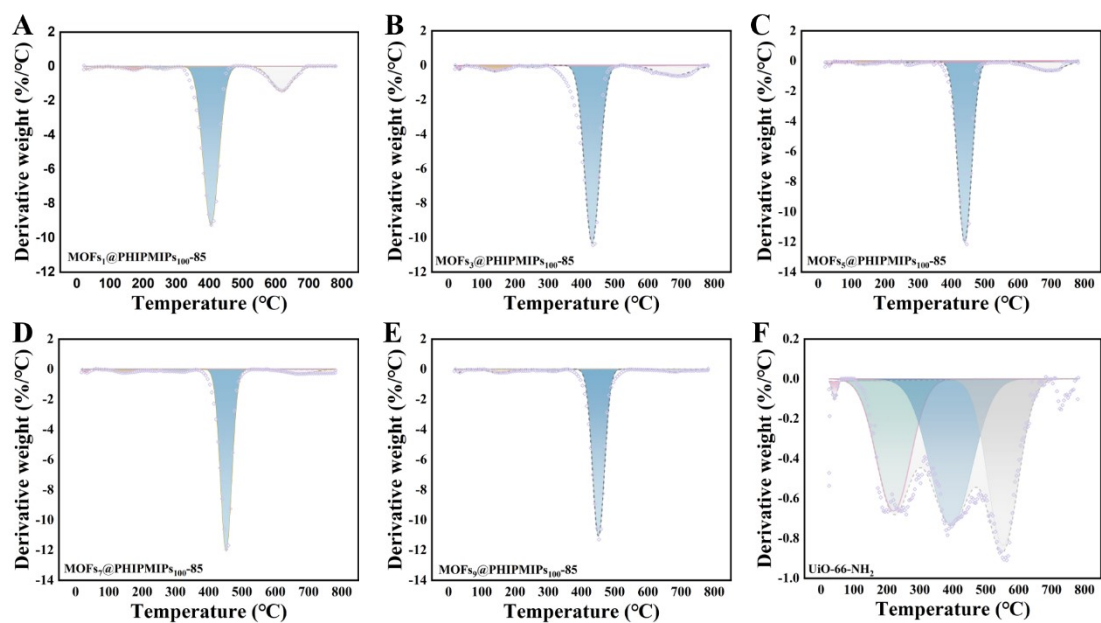 A
Derivative weight (%/°C)
2
0
-2
-4
-6
-8
-10
-12
MOFs₁@PHIPMIPs₁₀₀-85
0 100 200 300 400 500 600 700 800
Temperature (°C)
B
Derivative weight (%/°C)
2
0
-2
-4
-6
-8
-10
-12
MOFs₃@PHIPMIPs₁₀₀-85
0 100 200 300 400 500 600 700 800
Temperature (°C)
C
Derivative weight (%/°C)
2
0
-2
-4
-6
-8
-10
-12
-14
MOFs₅@PHIPMIPs₁₀₀-85
0 100 200 300 400 500 600 700 800
Temperature (°C)
D
Derivative weight (%/°C)
2
0
-2
-4
-6
-8
-10
-12
-14
MOFs₇@PHIPMIPs₁₀₀-85
0 100 200 300 400 500 600 700 800
Temperature (°C)
E
Derivative weight (%/°C)
2
0
-2
-4
-6
-8
-10
-12
-14
MOFs₉@PHIPMIPs₁₀₀-85
0 100 200 300 400 500 600 700 800
Temperature (°C)
F
Derivative weight (%/°C)
0.2
0.0
-0.2
-0.4
-0.6
-0.8
-1.0
UiO-66-NH₂
0 100 200 300 400 500 600 700 800
Temperature (°C)